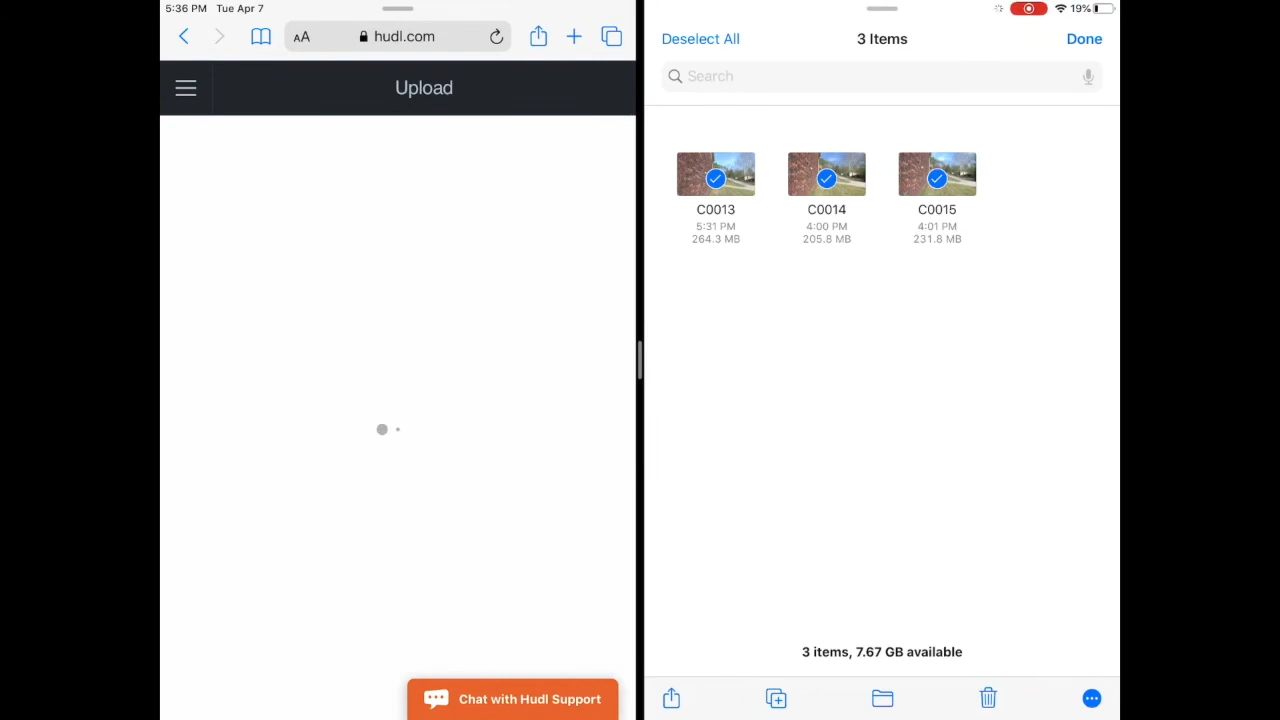 5:36 PM Tue Apr 7
19%
AA hudl.com
Upload
Chat with Hudl Support
Deselect All 3 Items Done
Search
C0013 C0014 C0015
5:31 PM 4:00 PM 4:01 PM
264.3 MB 205.8 MB 231.8 MB
3 items, 7.67 GB available